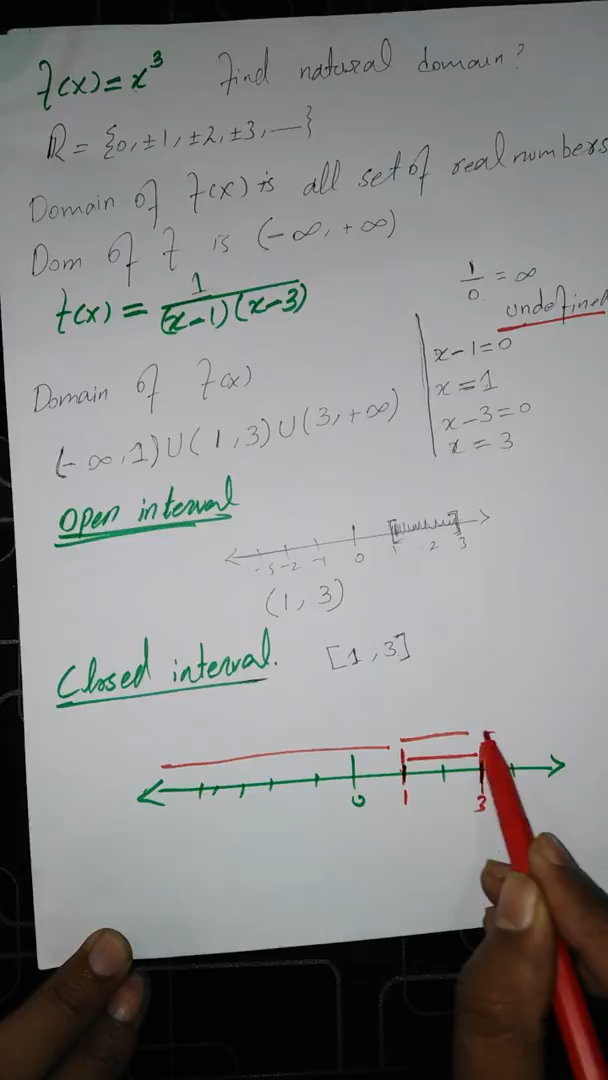 f(x) = x³ Find natural domain?
ℝ = {0, ±1, ±2, ±3, —}
Domain of f(x) is all set of real numbers
Dom of f is (-∞, +∞)
1/0 = ∞
undefined
f(x) = 1/(x-1)(x-3)
x-1=0
x=1
x-3=0
x=3
Domain of f(x)
(-∞, 1) U (1, 3) U (3, +∞)
Open interval
-3 -2 -1 0 1 2 3
(1, 3)
Closed interval. [1, 3]
0 1 3